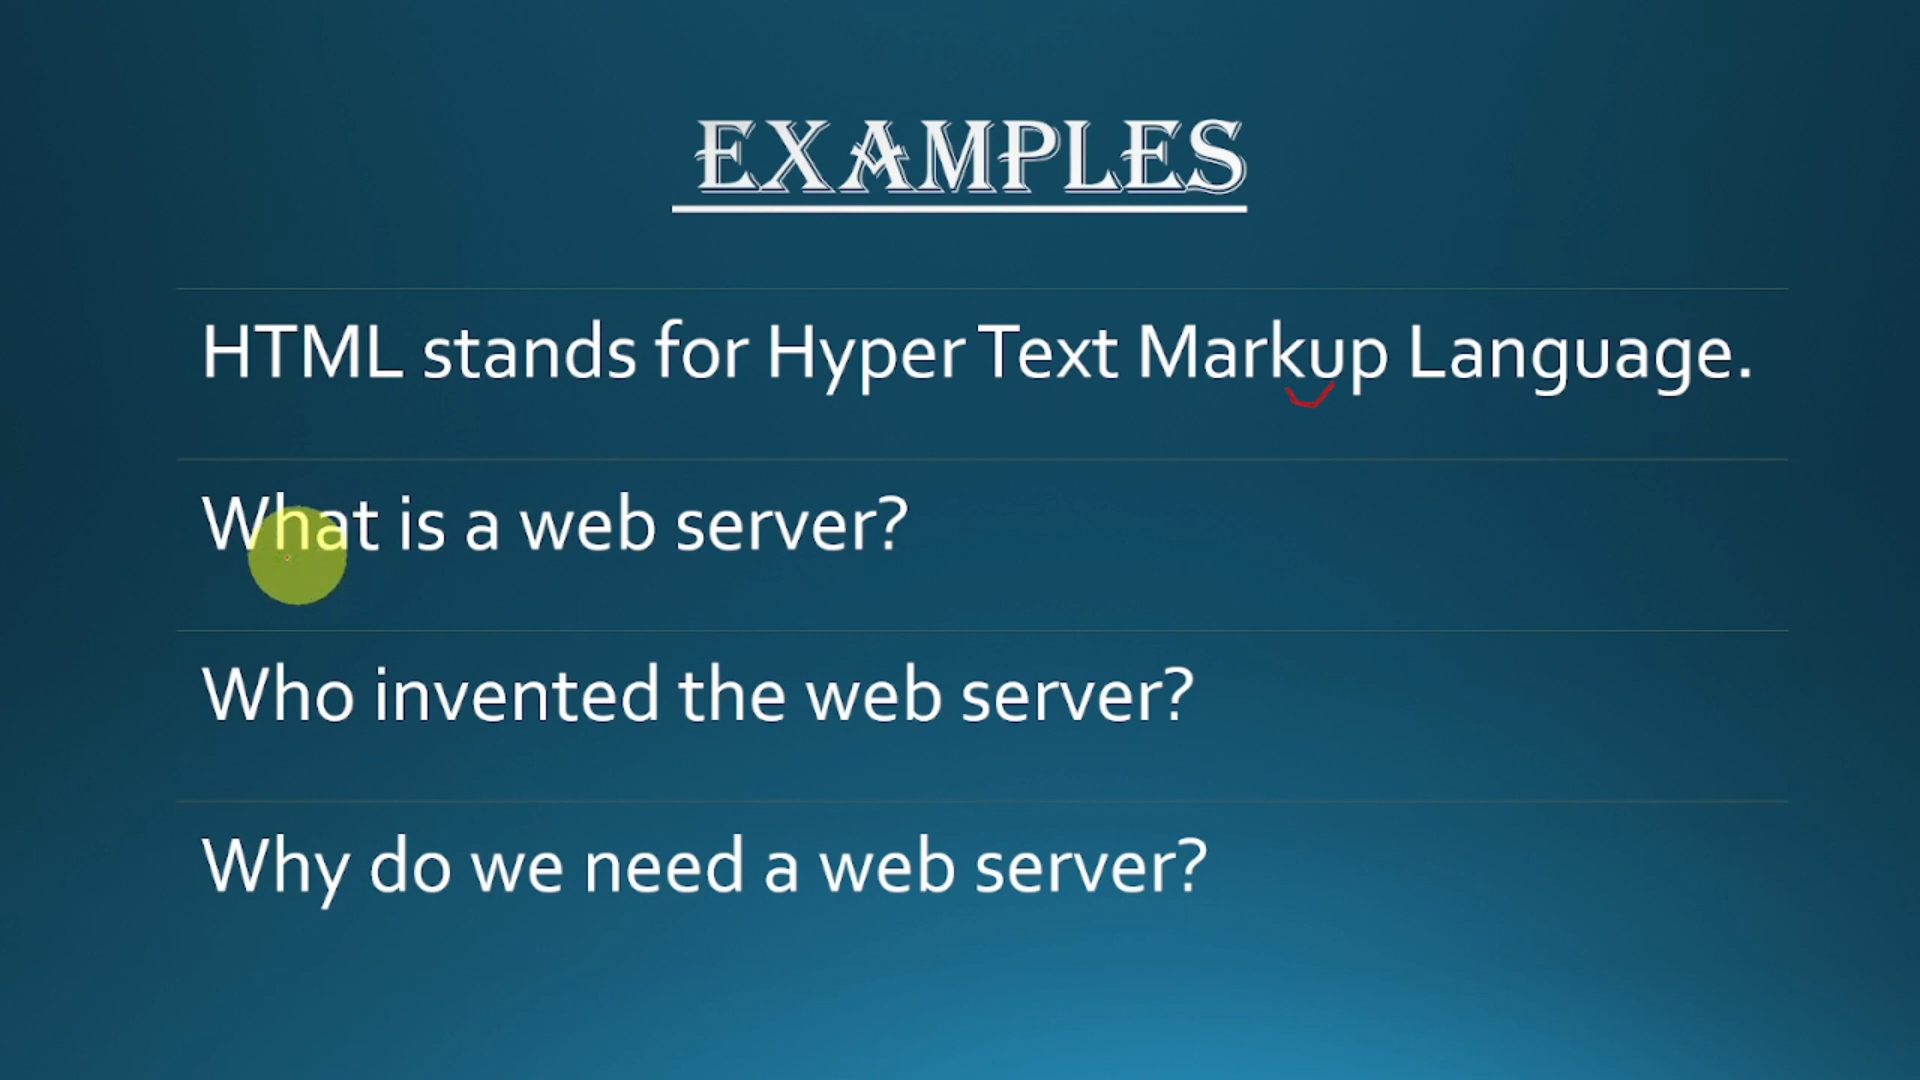 EXAMPLES
HTML stands for Hyper Text Markup Language.
What is a web server?
Who invented the web server?
Why do we need a web server?